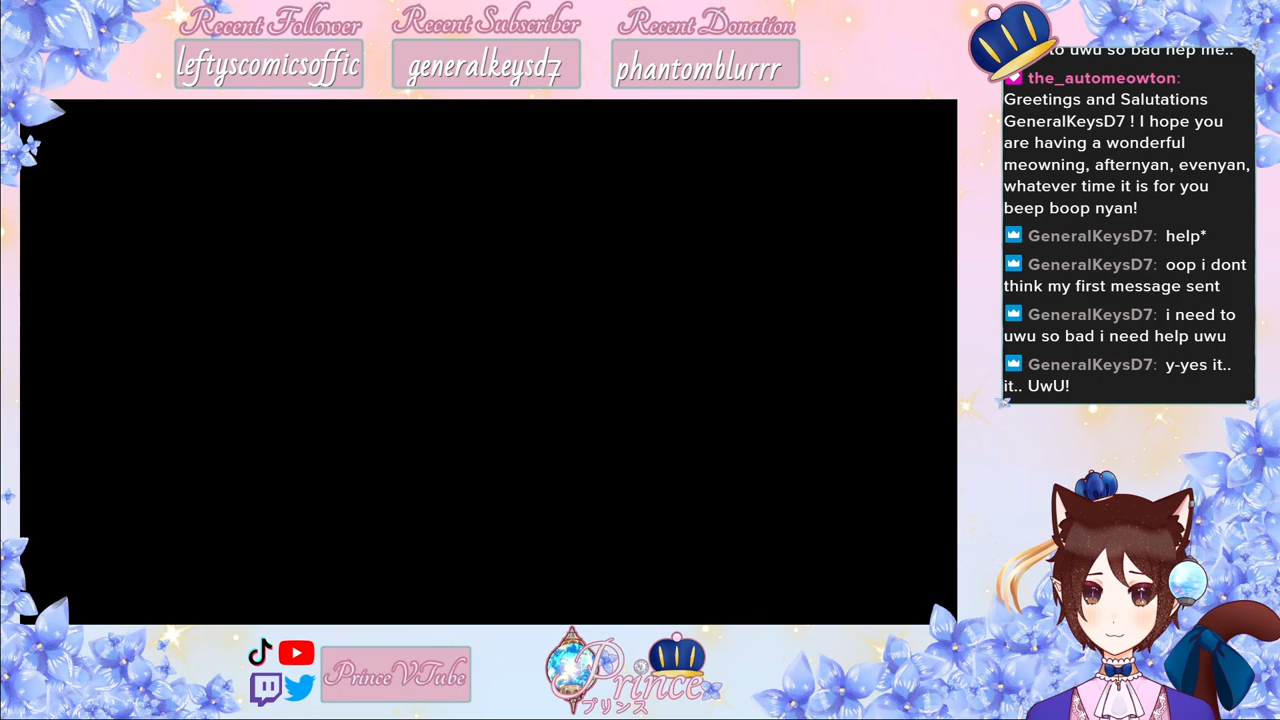 Recent Follower
Recent Subscriber
Recent Donation
leftyscomicsoffic
generalkeysd7
phantomblurrr
to uwu so bad hep me..
the_automeowton:
Greetings and Salutations
GeneralKeysD7 ! I hope you
are having a wonderful
meowning, afternyan, evenyan,
whatever time it is for you
beep boop nyan!
GeneralKeysD7: help*
GeneralKeysD7: oop i dont
think my first message sent
GeneralKeysD7: i need to
uwu so bad i need help uwu
GeneralKeysD7: y-yes it..
it.. UwU!
Prince VTube
Prince
プリンス